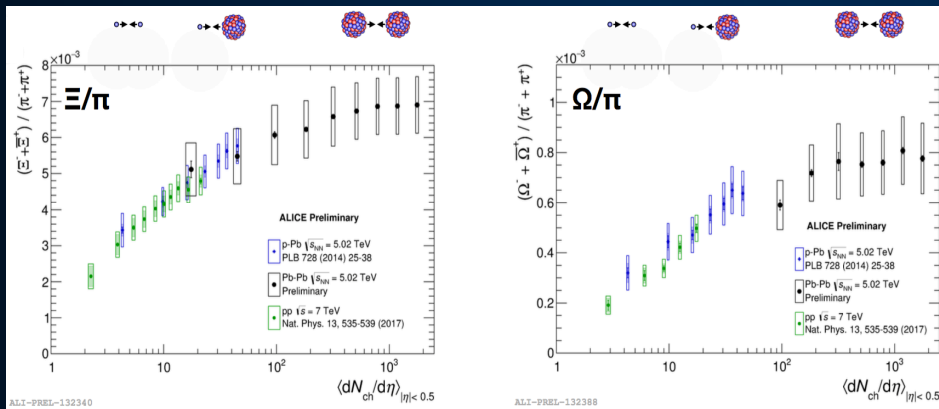 Ξ/π
(Ξ⁻+Ξ̅⁺) / (π⁻+π⁺)
×10⁻³
8
7
6
5
4
3
2
1
0
ALICE Preliminary
p-Pb √sNN = 5.02 TeV
PLB 728 (2014) 25-38
Pb-Pb √sNN = 5.02 TeV
Preliminary
pp √s = 7 TeV
Nat. Phys. 13, 535-539 (2017)
1 10 10² 10³
⟨dNch/dη⟩|η|< 0.5
ALI-PREL-132340
Ω/π
(Ω⁻ + Ω̅⁺) / (π⁻ + π⁺)
×10⁻³
1
0.8
0.6
0.4
0.2
0
ALICE Preliminary
p-Pb √sNN = 5.02 TeV
PLB 728 (2014) 25-38
Pb-Pb √sNN = 5.02 TeV
Preliminary
pp √s = 7 TeV
Nat. Phys. 13, 535-539 (2017)
1 10 10² 10³
⟨dNch/dη⟩|η|< 0.5
ALI-PREL-132388